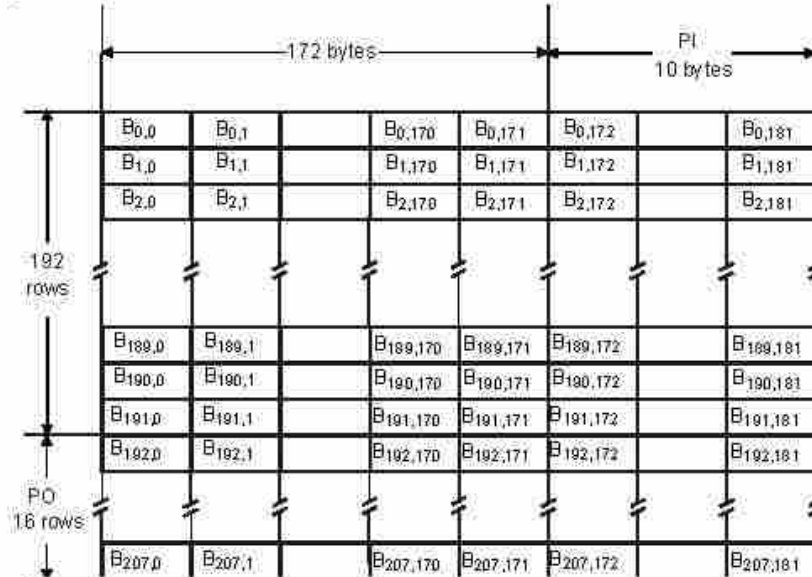 172 bytes
PI
10 bytes
B0,0 B0,1 B0,170 B0,171 B0,172 B0,181
B1,0 B1,1 B1,170 B1,171 B1,172 B1,181
B2,0 B2,1 B2,170 B2,171 B2,172 B2,181
192
rows
B189,0 B189,1 B189,170 B189,171 B189,172 B189,181
B190,0 B190,1 B190,170 B190,171 B190,172 B190,181
B191,0 B191,1 B191,170 B191,171 B191,172 B191,181
B192,0 B192,1 B192,170 B192,171 B192,172 B192,181
PO
16 rows
B207,0 B207,1 B207,170 B207,171 B207,172 B207,181